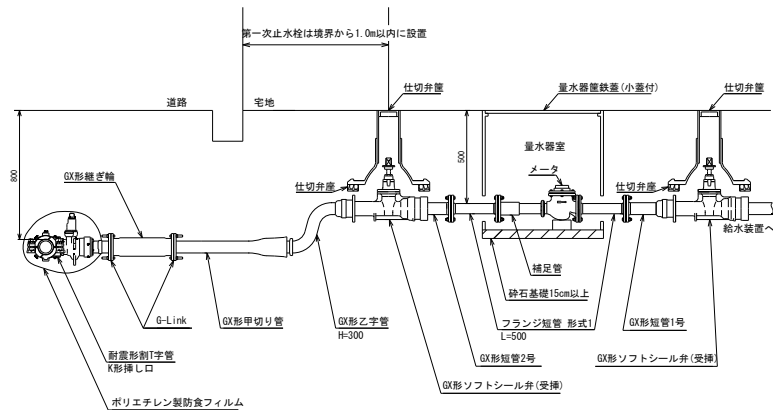 第一次止水栓は境界から1.0m以内に設置
仕切弁筐
量水器筐鉄蓋(小蓋付)
仕切弁筐
道路
宅地
800
500
量水器室
メータ
GX形継ぎ輪
仕切弁座
仕切弁座
給水装置へ
補足管
砕石基礎15cm以上
G-Link
GX形甲切り管
GX形乙字管
H=300
フランジ短管 形式1
L=500
GX形短管1号
耐震形割T字管
K形挿し口
GX形短管2号
GX形ソフトシール弁(受挿)
GX形ソフトシール弁(受挿)
ポリエチレン製防食フィルム